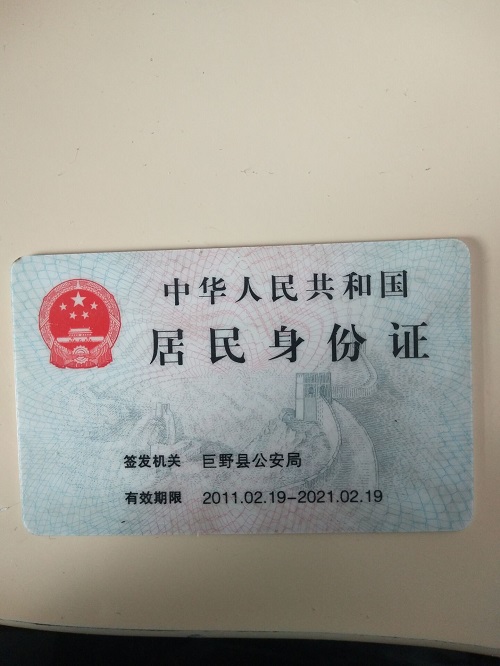 中华人民共和国
居民身份证
签发机关 巨野县公安局
有效期限 2011.02.19-2021.02.19